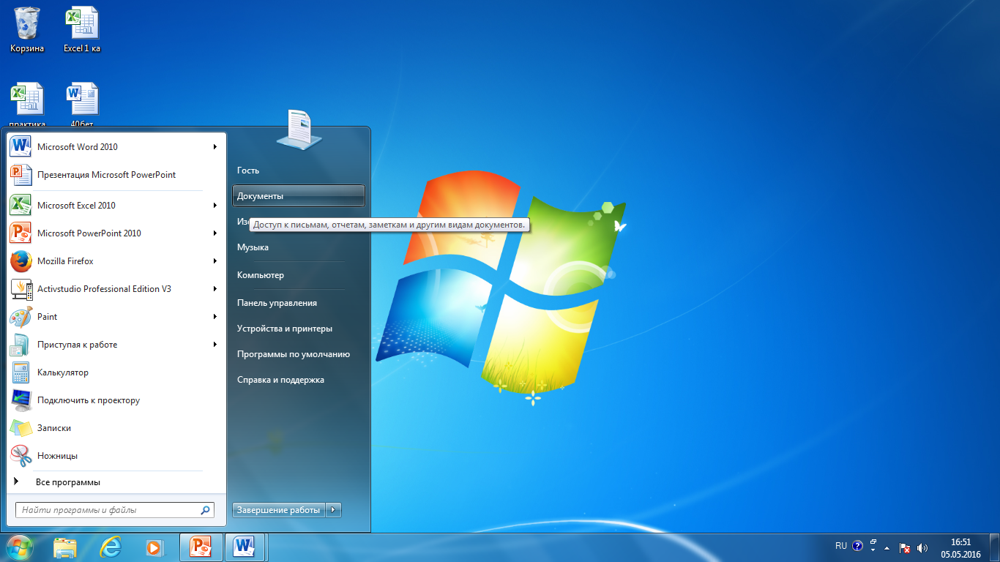 Корзина
Excel 1 ка
практика
40бет
Microsoft Word 2010
Презентация Microsoft PowerPoint
Microsoft Excel 2010
Microsoft PowerPoint 2010
Mozilla Firefox
Activstudio Professional Edition V3
Paint
Приступая к работе
Калькулятор
Подключить к проектору
Записки
Ножницы
Все программы
Найти программы и файлы
Гость
Документы
Доступ к письмам, отчетам, заметкам и другим видам документов.
Музыка
Компьютер
Панель управления
Устройства и принтеры
Программы по умолчанию
Справка и поддержка
Завершение работы
RU
16:51
05.05.2016